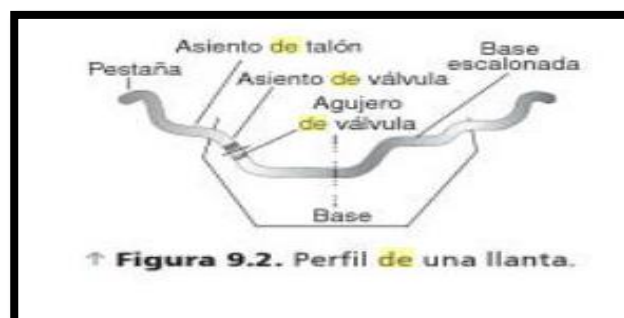 Asiento de talón
Base
escalonada
Pestaña
Asiento de válvula
Agujero
de válvula
Base
↑ Figura 9.2. Perfil de una llanta.